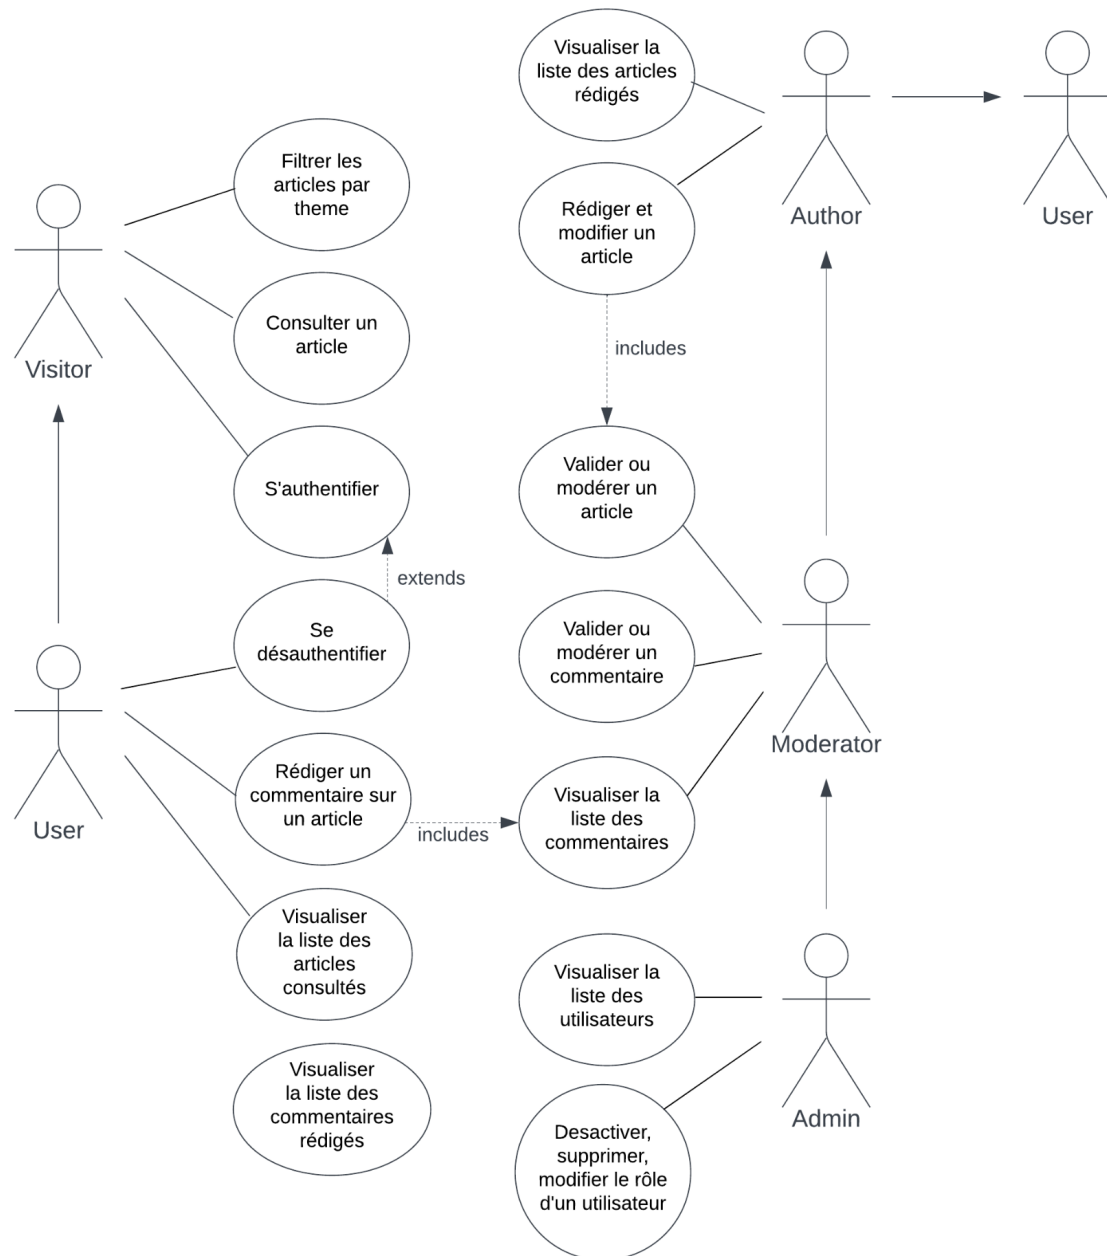 Visualiser la
liste des articles
rédigés
Author
User
Rédiger et
modifier un
article
Filtrer les
articles par
theme
Visitor
Consulter un
article
includes
S'authentifier
Valider ou
modérer un
article
extends
Se
désauthentifier
Valider ou
modérer un
commentaire
Moderator
User
Rédiger un
commentaire sur
un article
includes
Visualiser la
liste des
commentaires
Visualiser
la liste des
articles
consultés
Visualiser la
liste des
utilisateurs
Admin
Visualiser
la liste des
commentaires
rédigés
Desactiver,
supprimer,
modifier le rôle
d'un utilisateur